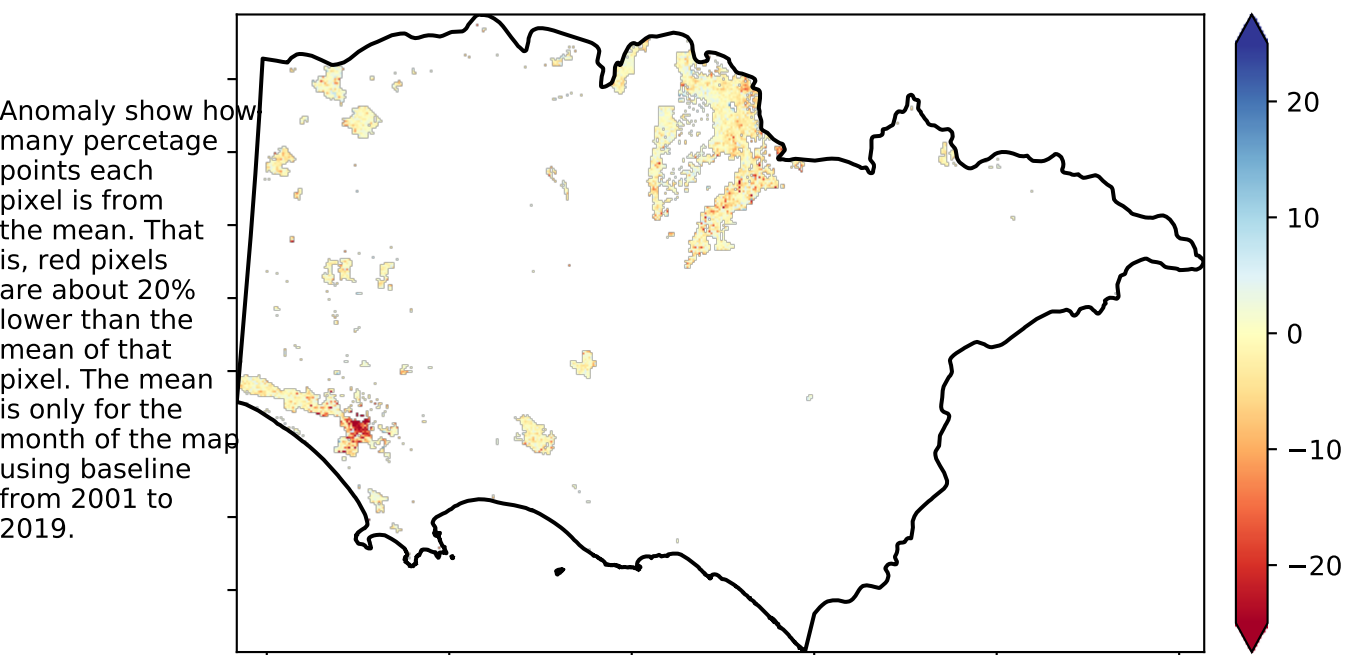 Anomaly show how
many percetage
points each
pixel is from
the mean. That
is, red pixels
are about 20%
lower than the
mean of that
pixel. The mean
is only for the
month of the map
using baseline
from 2001 to
2019.
20
10
0
−10
−20